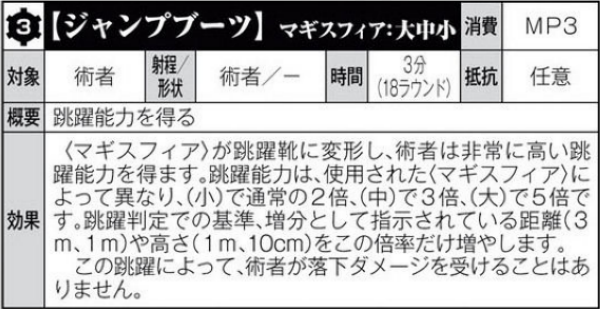 3 【ジャンプブーツ】 マギスフィア：大中小 消費 MP3
対象 術者 射程／形状 術者／－ 時間 3分（18ラウンド） 抵抗 任意
概要 跳躍能力を得る
効果
〈マギスフィア〉が跳躍靴に変形し、術者は非常に高い跳
躍能力を得ます。跳躍能力は、使用された〈マギスフィア〉に
よって異なり、（小）で通常の２倍、（中）で３倍、（大）で５倍で
す。跳躍判定での基準、増分として指示されている距離（３
m、１m）や高さ（１m、10cm）をこの倍率だけ増やします。
この跳躍によって、術者が落下ダメージを受けることはあ
りません。